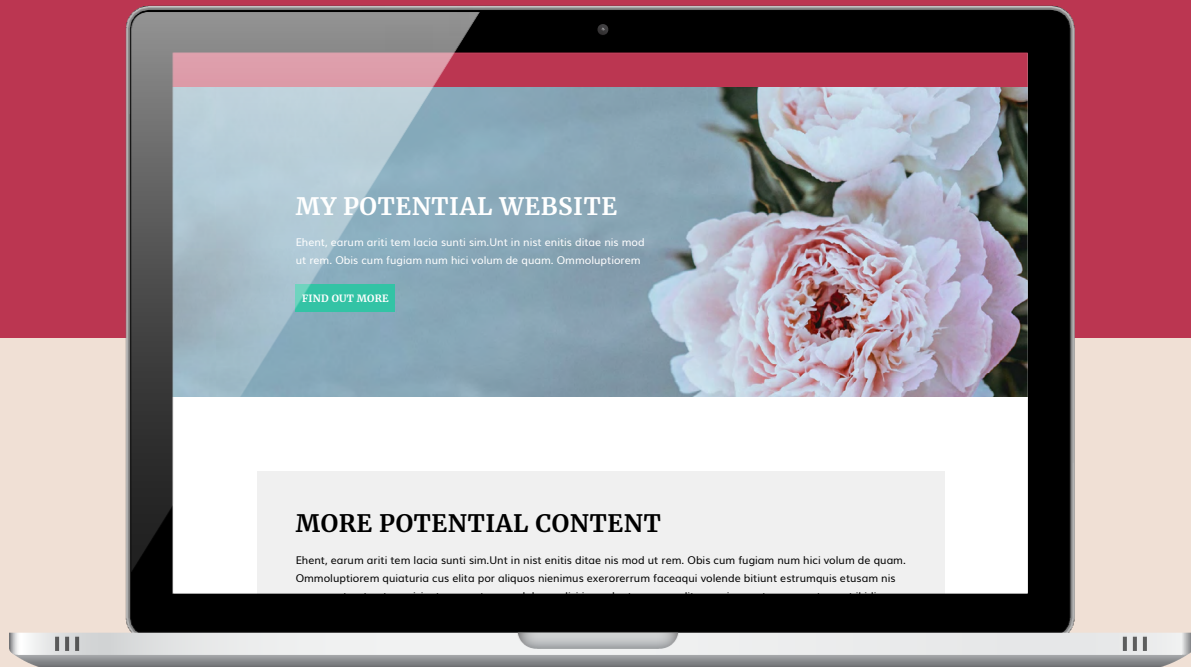 MY POTENTIAL WEBSITE
Ehent, earum ariti tem lacia sunti sim.Unt in nist enitis ditae nis mod
ut rem. Obis cum fugiam num hici volum de quam. Ommoluptiorem
FIND OUT MORE
MORE POTENTIAL CONTENT
Ehent, earum ariti tem lacia sunti sim.Unt in nist enitis ditae nis mod ut rem. Obis cum fugiam num hici volum de quam.
Ommoluptiorem quiaturia cus elita por aliquos nienimus exerorerrum faceaqui volende bitiunt estrumquis etusam nis